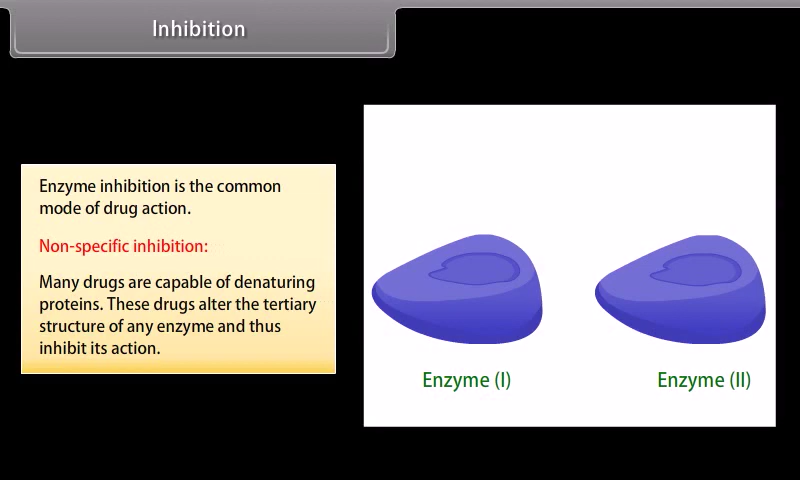 Inhibition
Enzyme inhibition is the common
mode of drug action.
Non-specific inhibition:
Many drugs are capable of denaturing
proteins. These drugs alter the tertiary
structure of any enzyme and thus
inhibit its action.
Enzyme (I)
Enzyme (II)